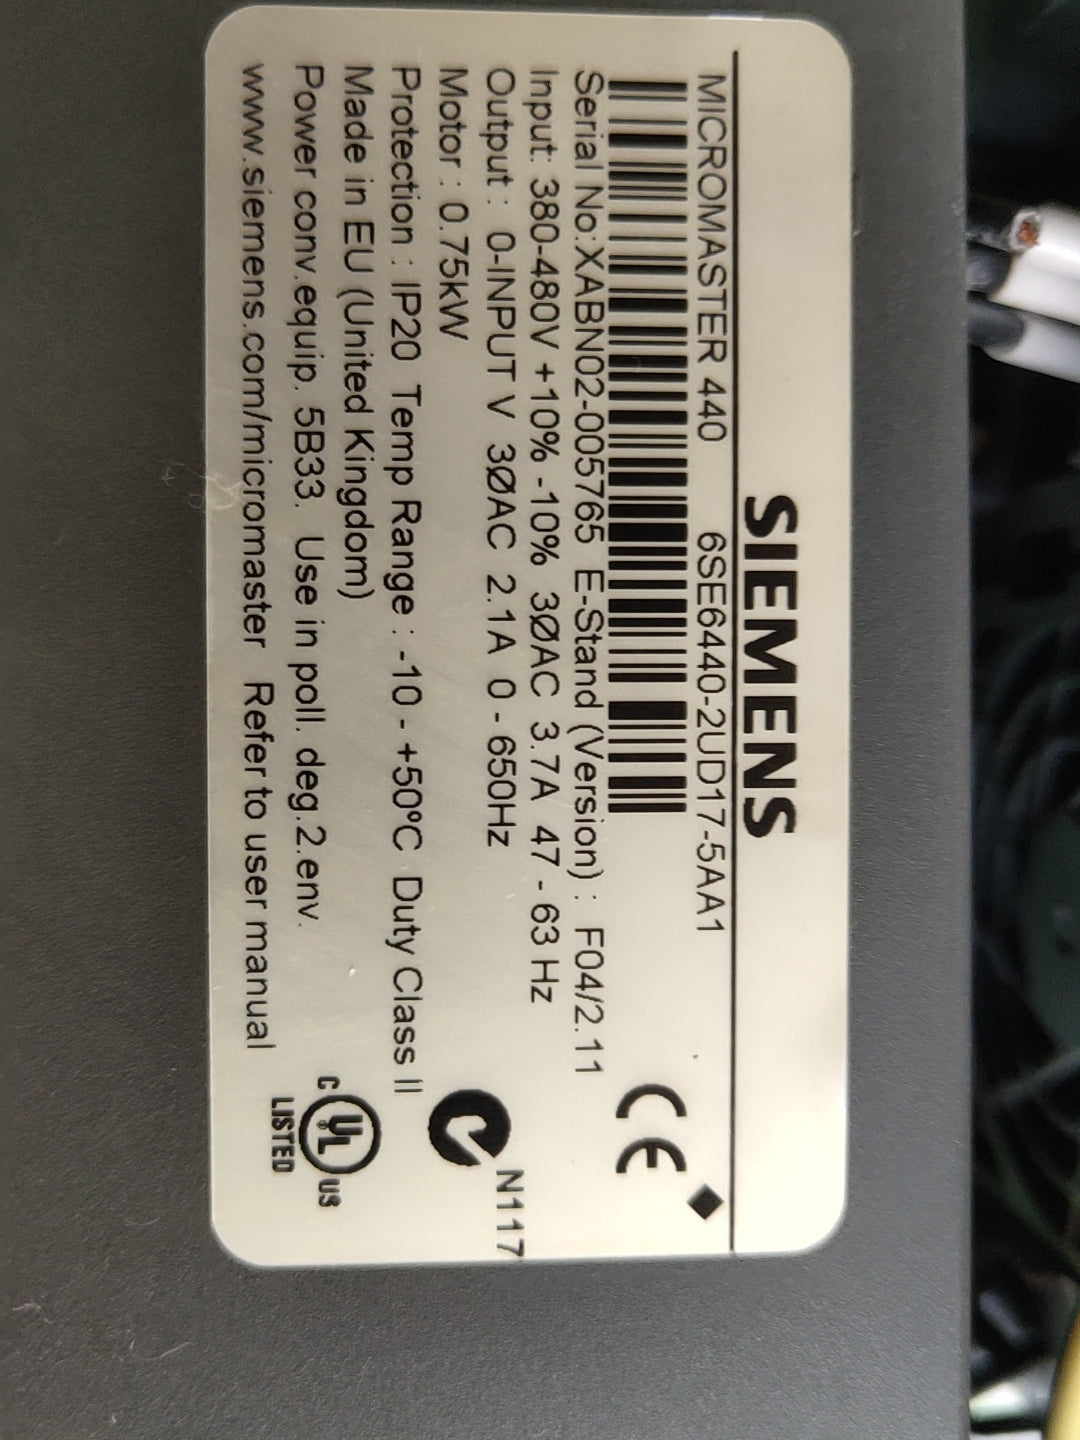 SIEMENS
MICROMASTER 440 6SE6440-2UD17-5AA1
Serial No:XABN02-005765 E-Stand (Version) : F04/2.11
Input: 380-480V +10% -10% 3ØAC 3.7A 47 - 63 Hz
Output : 0-INPUT V 3ØAC 2.1A 0 - 650Hz
Motor : 0.75kW
Protection : IP20 Temp Range : -10 - +50ºC Duty Class II
Made in EU (United Kingdom)
Power conv.equip. 5B33. Use in poll. deg.2.env.
www.siemens.com/micromaster Refer to user manual
CE
N117
C UL US
LISTED